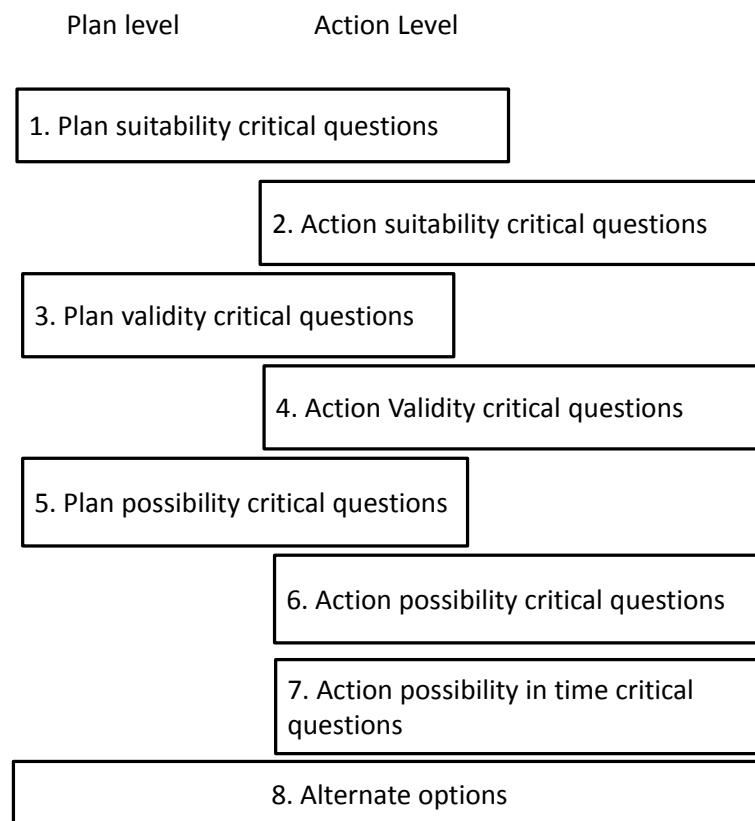 Plan level
Action Level
1. Plan suitability critical questions
2. Action suitability critical questions
3. Plan validity critical questions
4. Action Validity critical questions
5. Plan possibility critical questions
6. Action possibility critical questions
7. Action possibility in time critical
questions
8. Alternate options